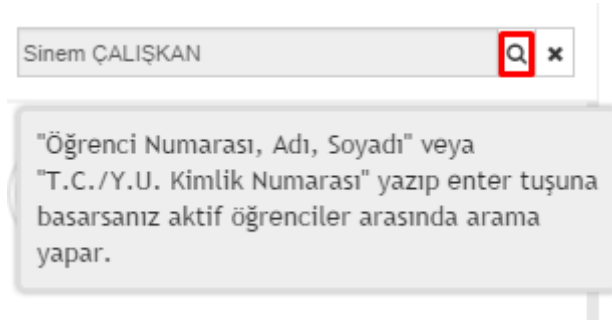 Sinem ÇALIŞKAN
"Öğrenci Numarası, Adı, Soyadı" veya
"T.C./Y.U. Kimlik Numarası" yazıp enter tuşuna
basarsanız aktif öğrenciler arasında arama
yapar.